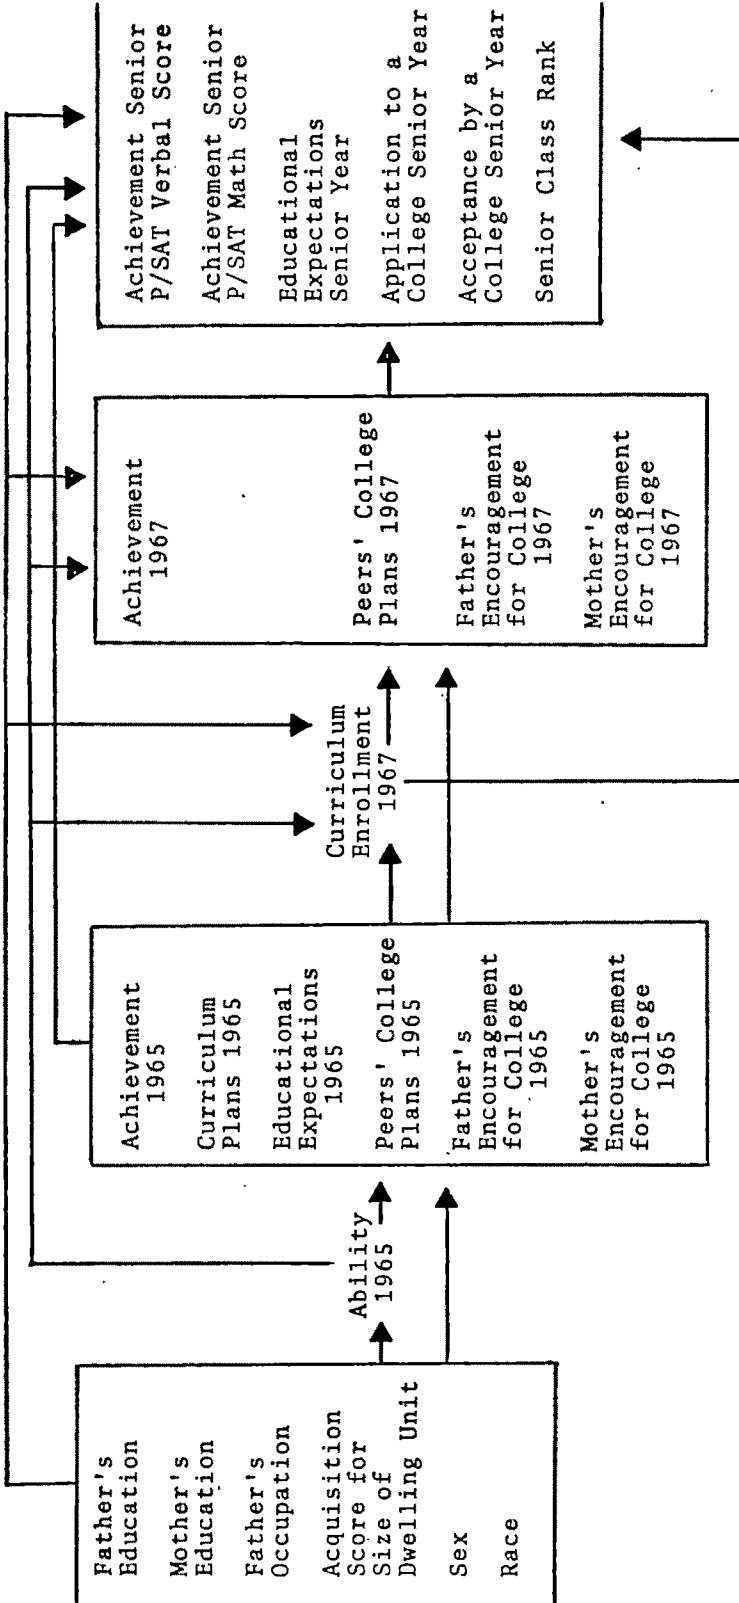 Father's
Education
Mother's
Education
Father's
Occupation
Acquisition
Score for
Size of
Dwelling Unit
Sex
Race
Ability
1965
Achievement
1965
Curriculum
Plans 1965
Educational
Expectations
1965
Peers' College
Plans 1965
Father's
Encouragement
for College
1965
Mother's
Encouragement
for College
1965
Curriculum
Enrollment
1967
Achievement
1967
Peers' College
Plans 1967
Father's
Encouragement
for College
1967
Mother's
Encouragement
for College
1967
Achievement Senior
P/SAT Verbal Score
Achievement Senior
P/SAT Math Score
Educational
Expectations
Senior Year
Application to a
College Senior Year
Acceptance by a
College Senior Year
Senior Class Rank